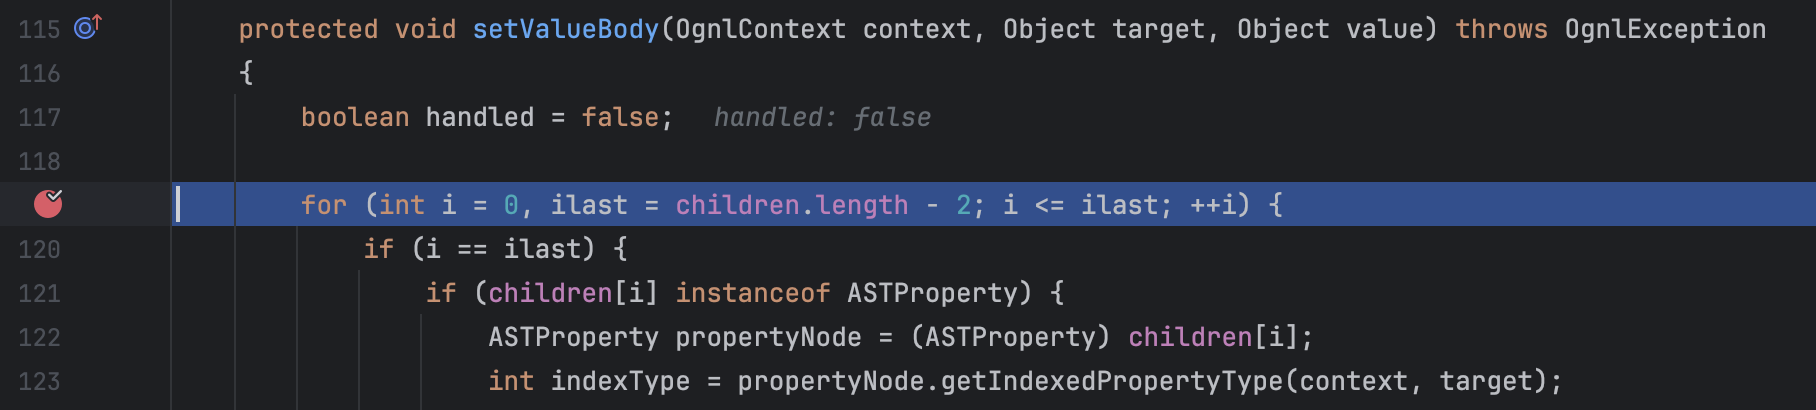 115 protected void setValueBody(OgnlContext context, Object target, Object value) throws OgnlException
116 {
117 boolean handled = false; handled: false
118
for (int i = 0, ilast = children.length - 2; i <= ilast; ++i) {
120 if (i == ilast) {
121 if (children[i] instanceof ASTProperty) {
122 ASTProperty propertyNode = (ASTProperty) children[i];
123 int indexType = propertyNode.getIndexedPropertyType(context, target);